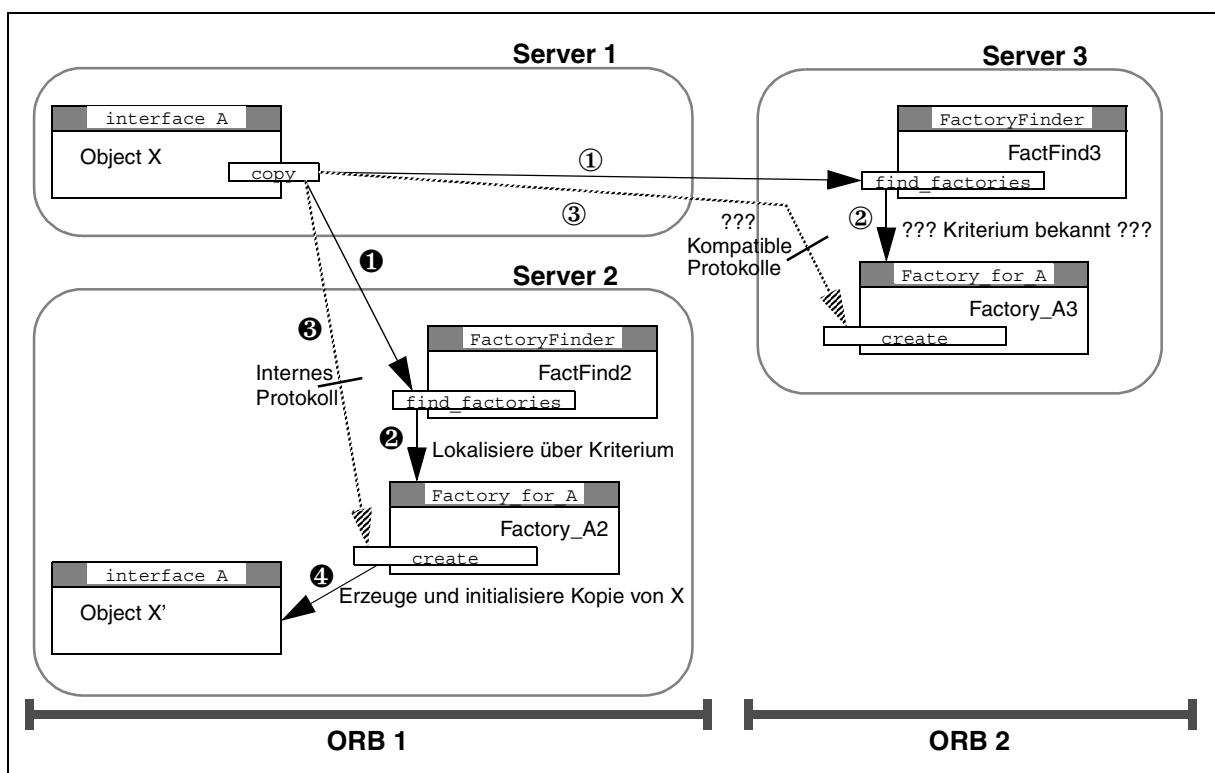 Server 1
interface A
Object X
copy
①
③
Server 3
FactoryFinder
FactFind3
find_factories
②
??? Kriterium bekannt ???
???
Kompatible
Protokolle
Factory_for_A
Factory_A3
create
❶
Server 2
❸
Internes
Protokoll
FactoryFinder
FactFind2
find_factories
❷
Lokalisiere über Kriterium
Factory_for_A
Factory_A2
create
❹
Erzeuge und initialisiere Kopie von X
interface A
Object X’
ORB 1
ORB 2